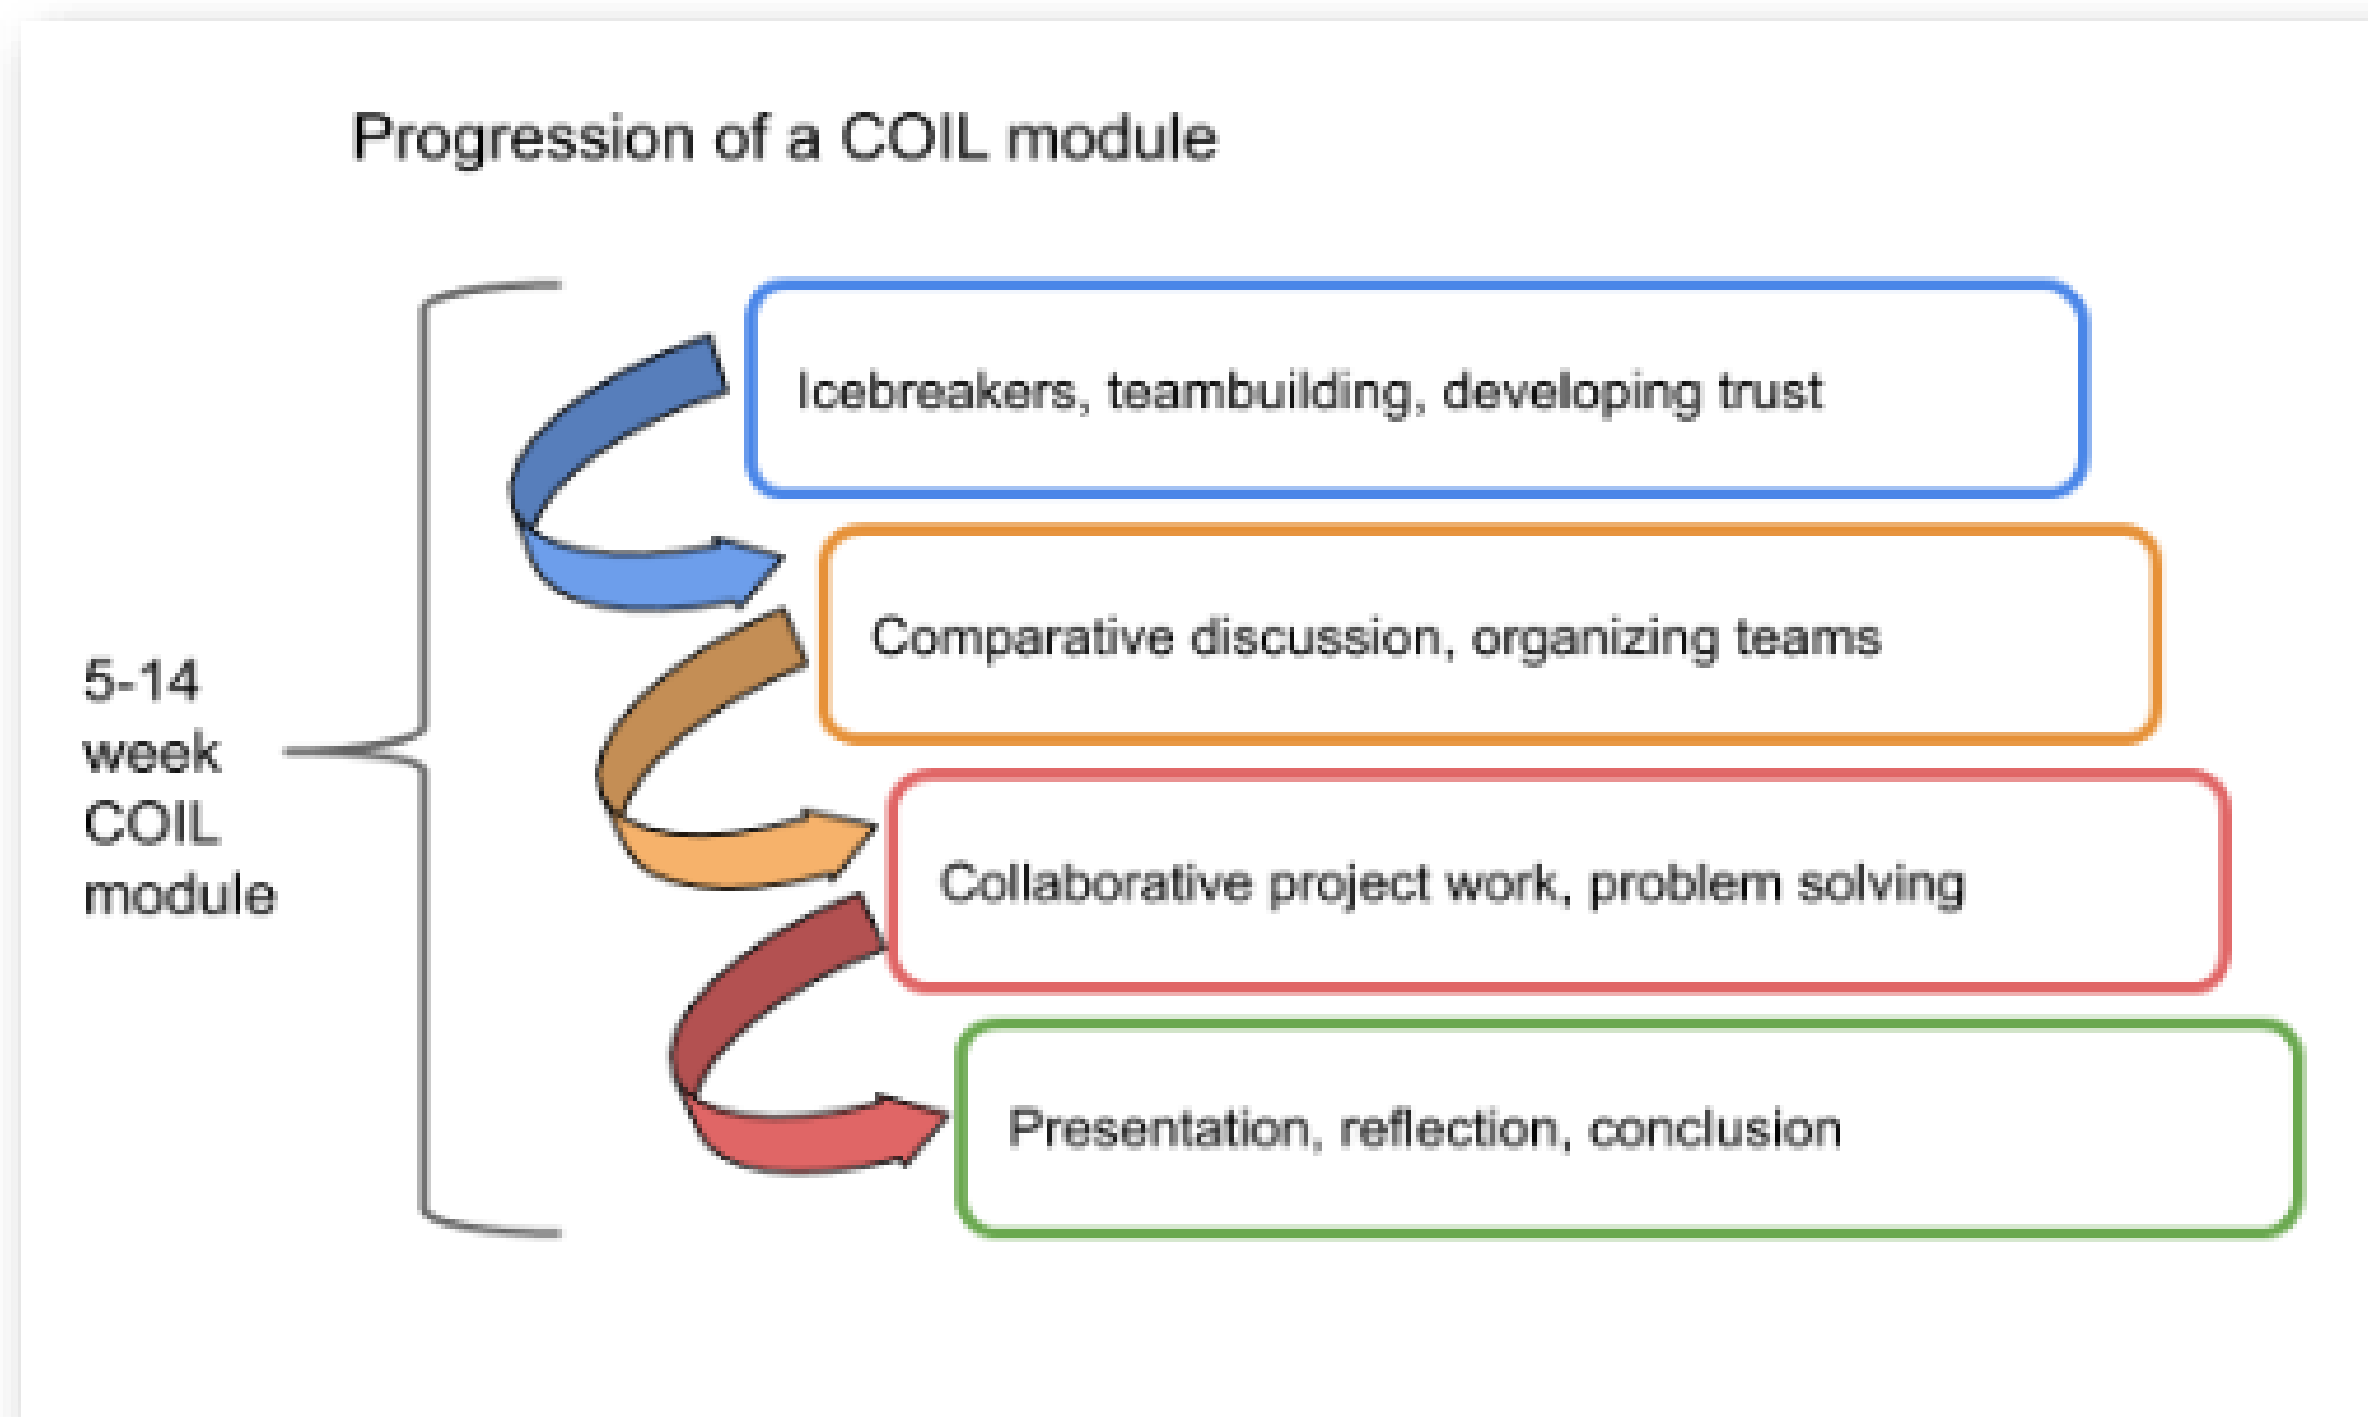 Progression of a COIL module
5-14
week
COIL
module
Icebreakers, teambuilding, developing trust
Comparative discussion, organizing teams
Collaborative project work, problem solving
Presentation, reflection, conclusion